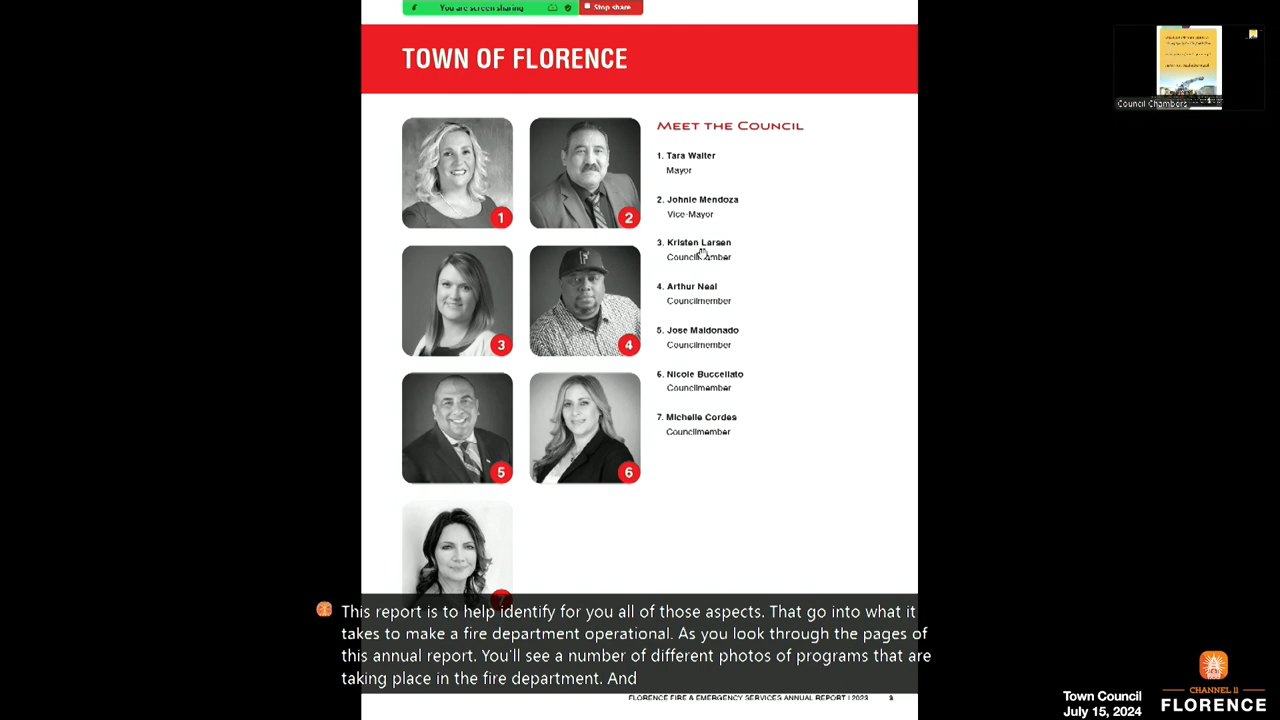 You are screen sharing
Stop share
TOWN OF FLORENCE
MEET THE COUNCIL
1. Tara Walter
Mayor
2. Johnie Mendoza
Vice-Mayor
3. Kristen Larsen
Councilmember
4. Arthur Neal
Councilmember
5. Jose Maldonado
Councilmember
6. Nicole Buccellato
Councilmember
7. Michelle Cordes
Councilmember
1
2
3
4
5
6
7
Council Chambers
This report is to help identify for you all of those aspects. That go into what it
takes to make a fire department operational. As you look through the pages of
this annual report. You'll see a number of different photos of programs that are
taking place in the fire department. And
FLORENCE FIRE & EMERGENCY SERVICES ANNUAL REPORT | 2023 3
Town Council
July 15, 2024
CHANNEL 11
FLORENCE